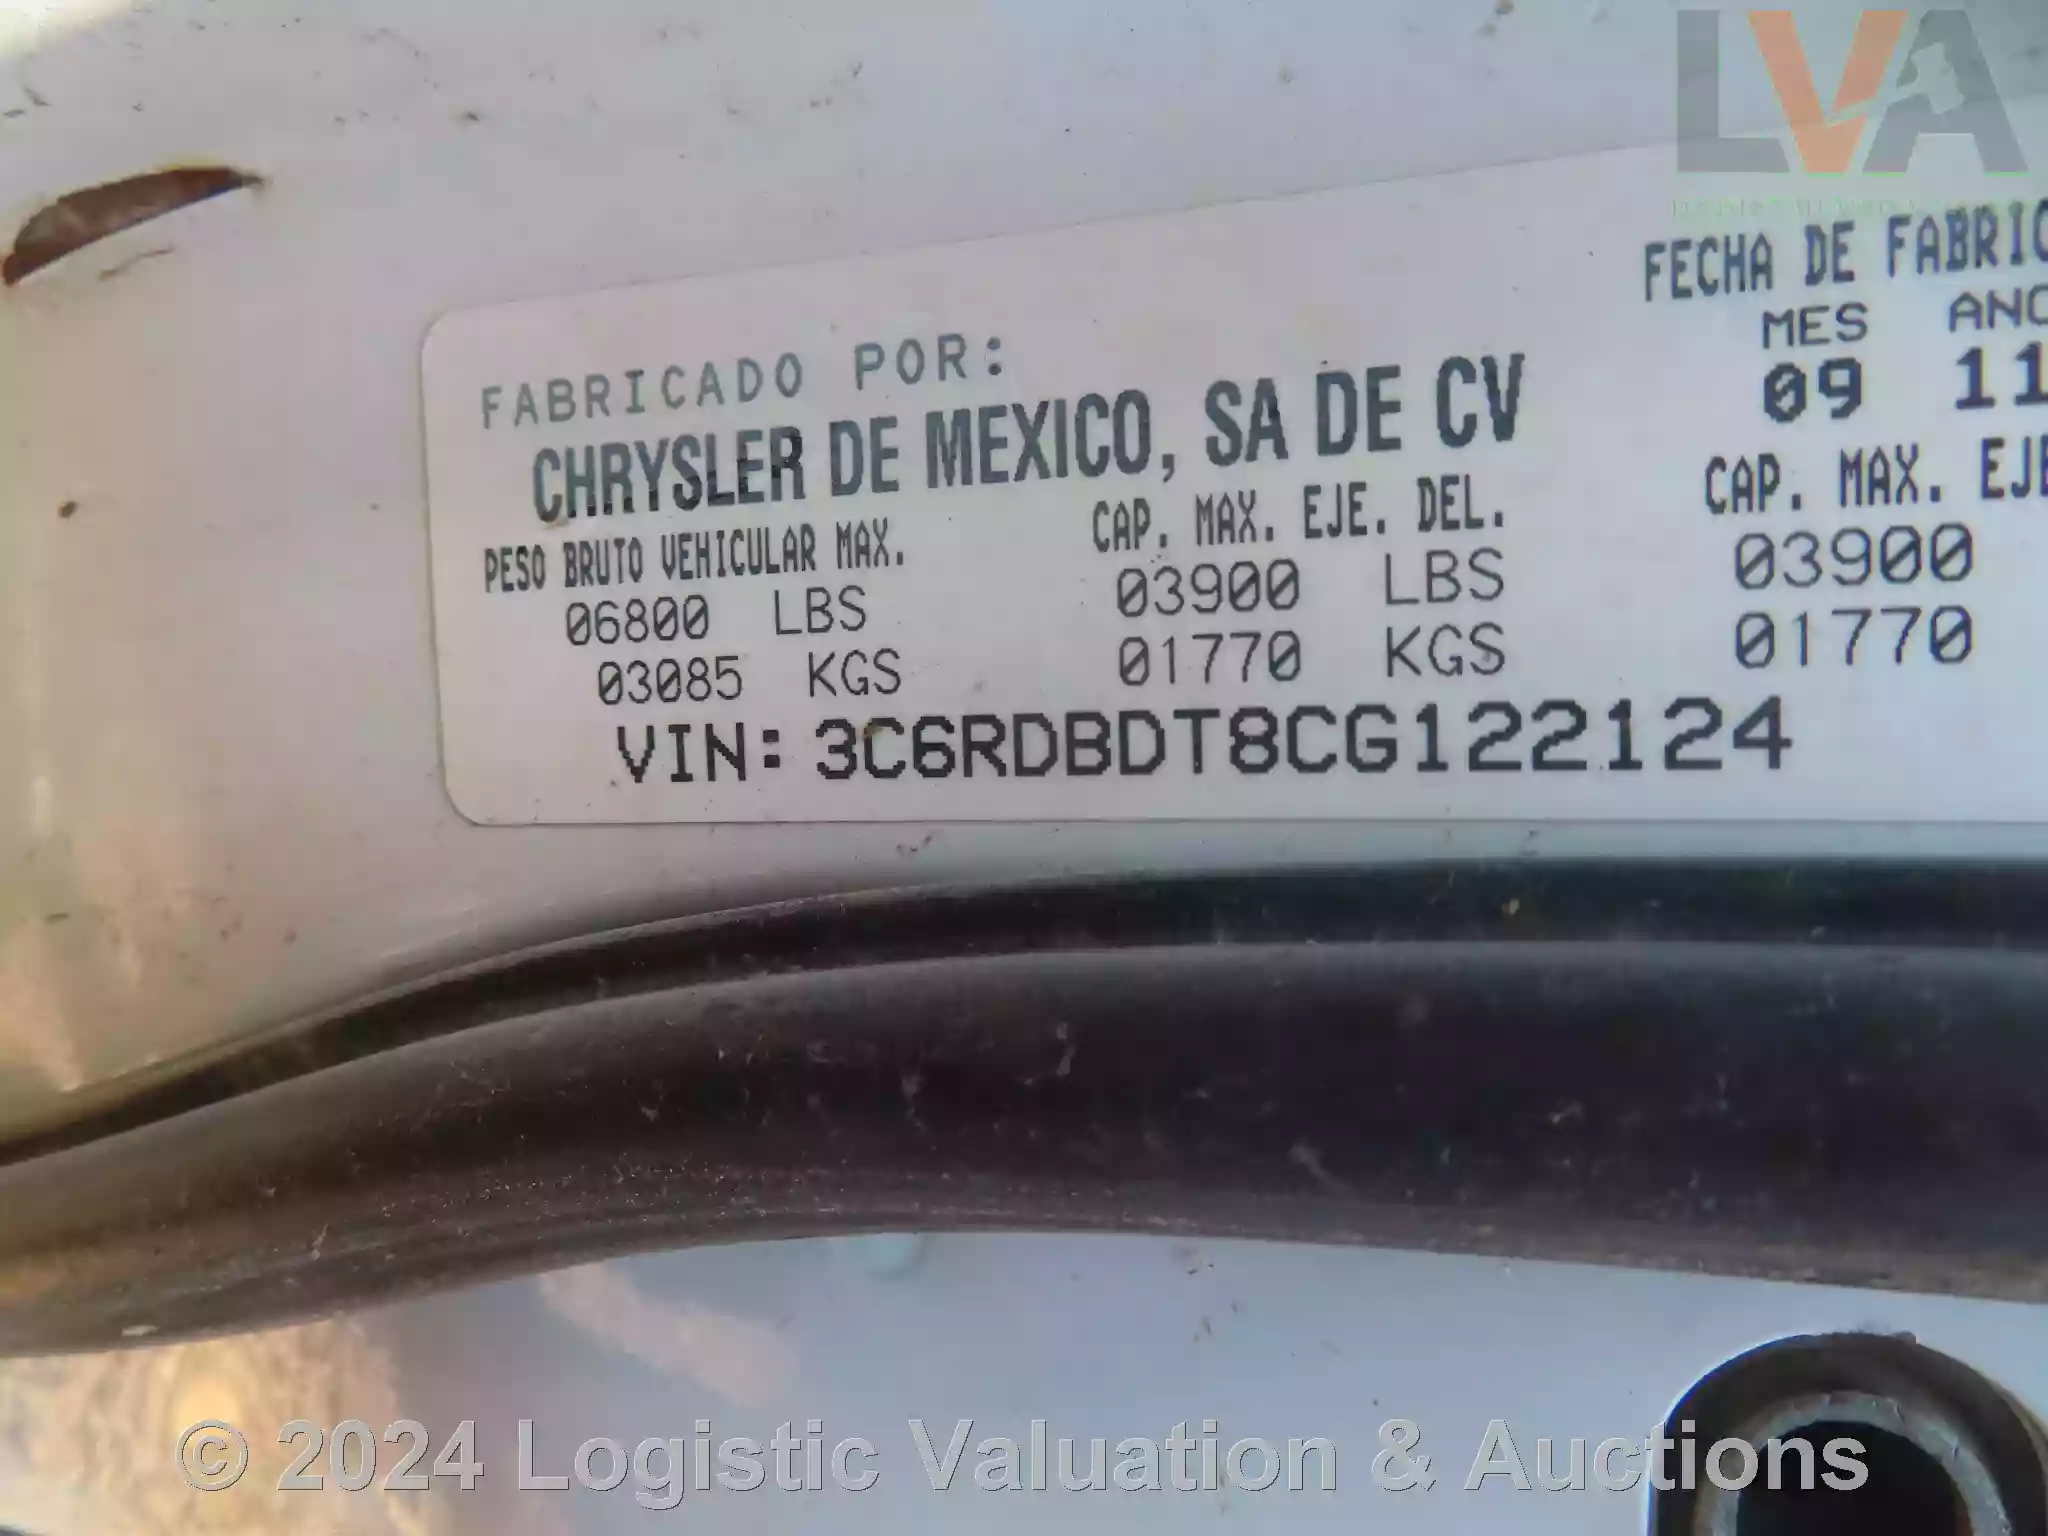 LVA
FABRICADO POR:
CHRYSLER DE MEXICO, SA DE CV
FECHA DE FABRIC
MES ANO
09 11
PESO BRUTO VEHICULAR MAX.
06800 LBS
03085 KGS
CAP. MAX. EJE. DEL.
03900 LBS
01770 KGS
CAP. MAX. EJE
03900
01770
VIN: 3C6RDBDT8CG122124
© 2024 Logistic Valuation & Auctions